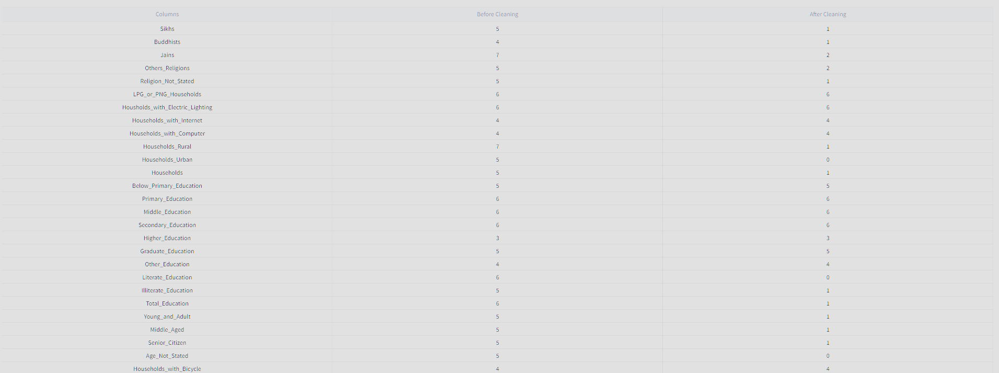 Columns Before Cleaning After Cleaning
Sikhs 5 1
Buddhists 4 1
Jains 7 2
Others_Religions 5 2
Religion_Not_Stated 5 1
LPG_or_PNG_Households 6 6
Housholds_with_Electric_Lighting 6 6
Households_with_Internet 4 4
Households_with_Computer 4 4
Households_Rural 7 1
Households_Urban 5 0
Households 5 1
Below_Primary_Education 5 5
Primary_Education 6 6
Middle_Education 6 6
Secondary_Education 6 6
Higher_Education 3 3
Graduate_Education 5 5
Other_Education 4 4
Literate_Education 6 0
Illiterate_Education 5 1
Total_Education 6 1
Young_and_Adult 5 1
Middle_Aged 5 1
Senior_Citizen 5 1
Age_Not_Stated 5 0
Households_with_Bicycle 4 4